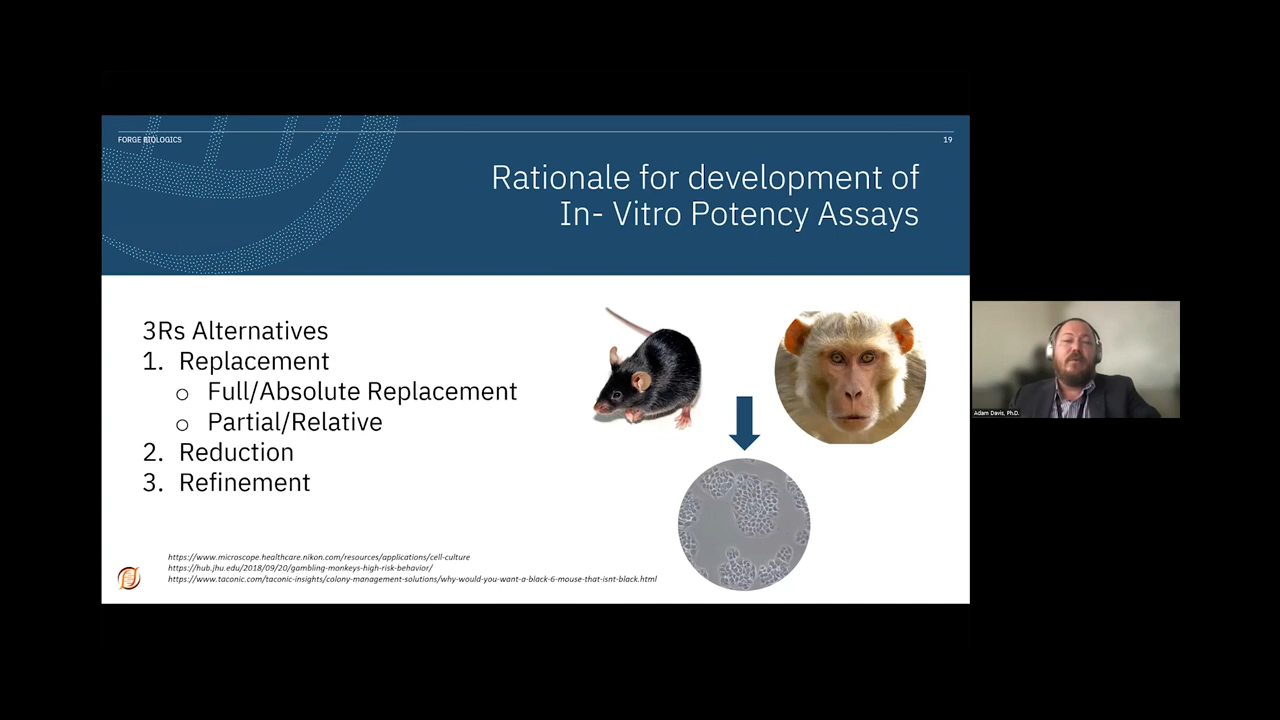 FORGE BIOLOGICS
19
Rationale for development of
In- Vitro Potency Assays
3Rs Alternatives
1. Replacement
○ Full/Absolute Replacement
○ Partial/Relative
2. Reduction
3. Refinement
https://www.microscope.healthcare.nikon.com/resources/applications/cell-culture
https://hub.jhu.edu/2018/09/20/gambling-monkeys-high-risk-behavior/
https://www.taconic.com/taconic-insights/colony-management-solutions/why-would-you-want-a-black-6-mouse-that-isnt-black.html
Adam Davis, Ph.D.